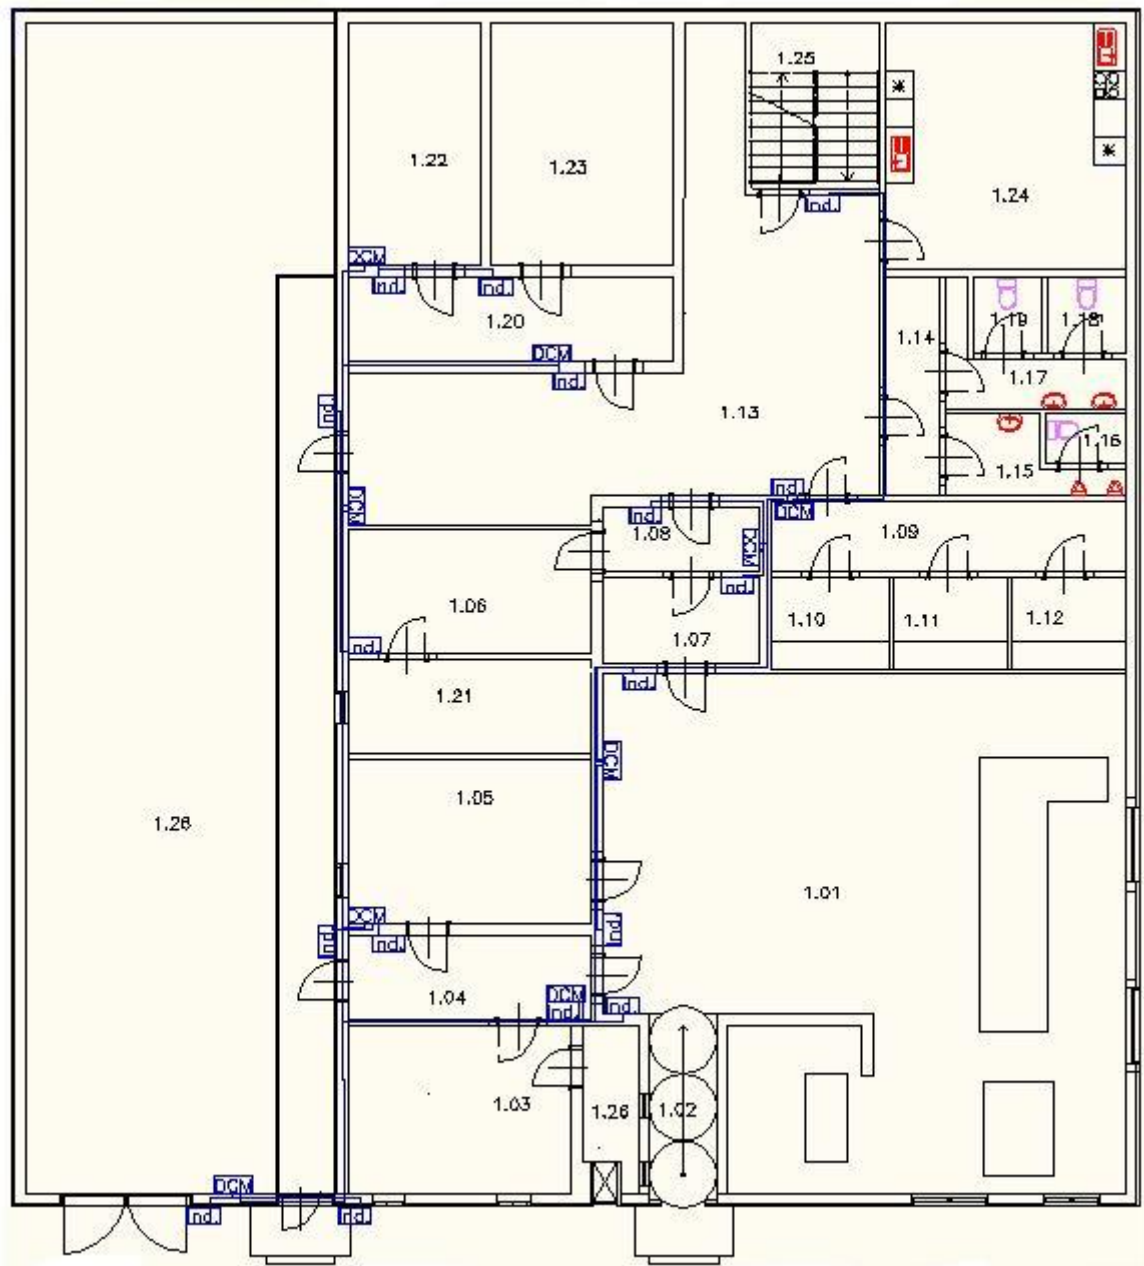 1.25
1.22
1.23
1.24
Ind.
DCM
Ind.
Ind.
1.20
1.19
1.18
1.14
DCM
Ind.
1.17
Ind.
1.13
1.16
1.15
Ind.
DCM
DCM
Ind.
1.08
DCM
1.09
Ind.
1.06
1.07
1.10
1.11
1.12
Ind.
Ind.
1.21
DCM
1.05
1.26
1.01
DCM
Ind.
Ind.
Ind.
1.04
DCM
Ind.
Ind.
1.03
1.26
1.02
DCM
Ind.
Ind.